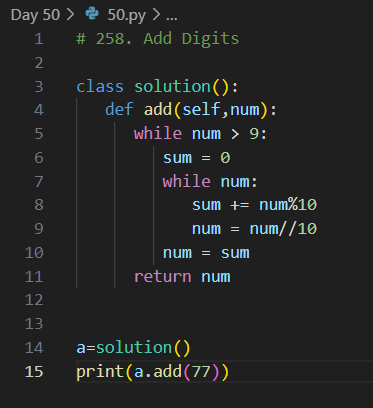 Day 50 > 50.py > ...
1 # 258. Add Digits
2
3 class solution():
4 def add(self,num):
5 while num > 9:
6 sum = 0
7 while num:
8 sum += num%10
9 num = num//10
10 num = sum
11 return num
12
13
14 a=solution()
15 print(a.add(77))